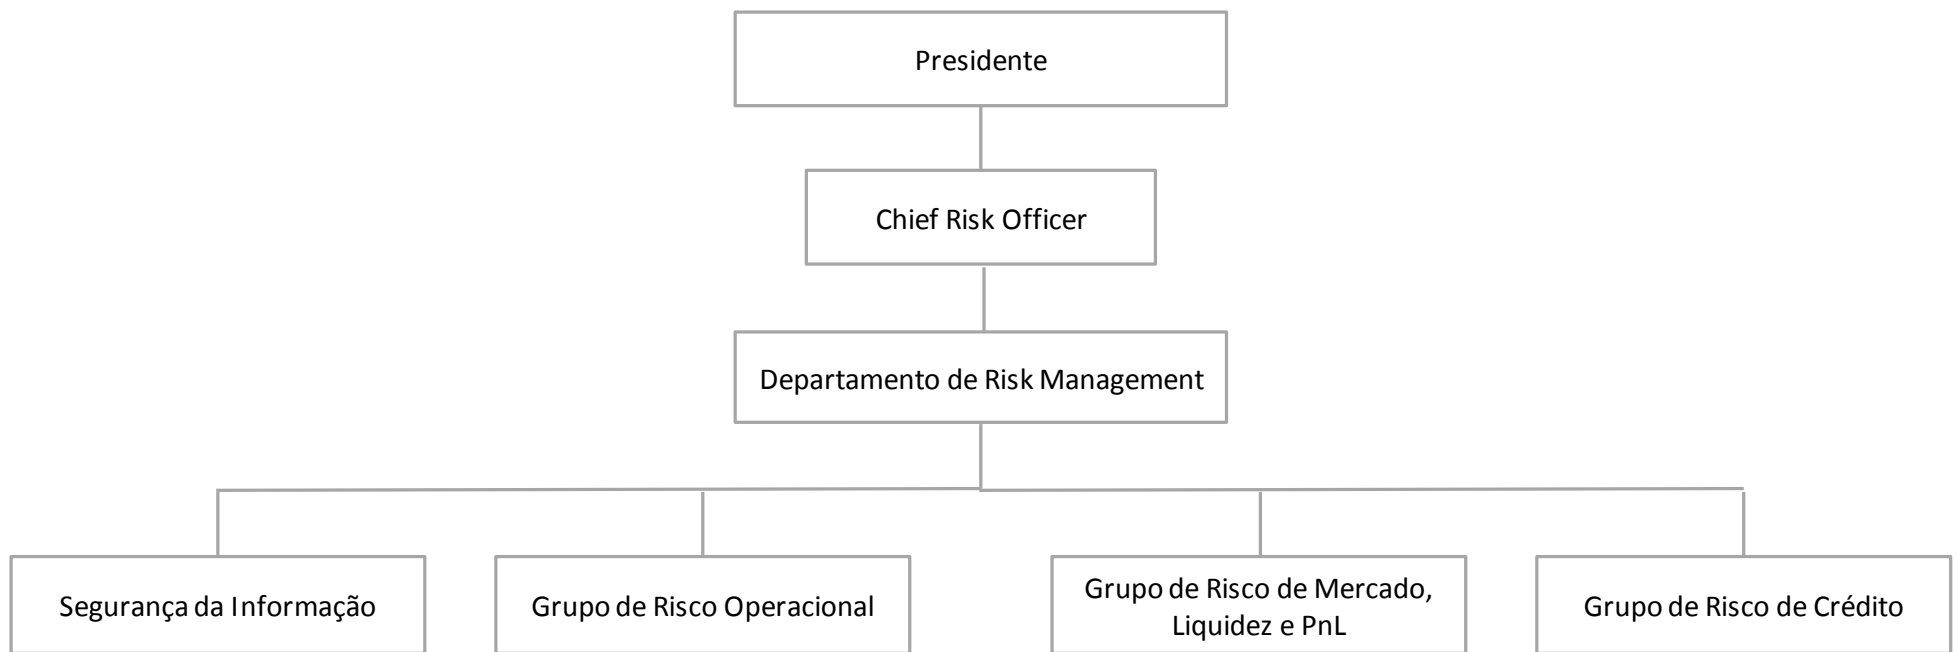 Presidente
Chief Risk Officer
Departamento de Risk Management
Segurança da Informação
Grupo de Risco Operacional
Grupo de Risco de Mercado,
Liquidez e PnL
Grupo de Risco de Crédito